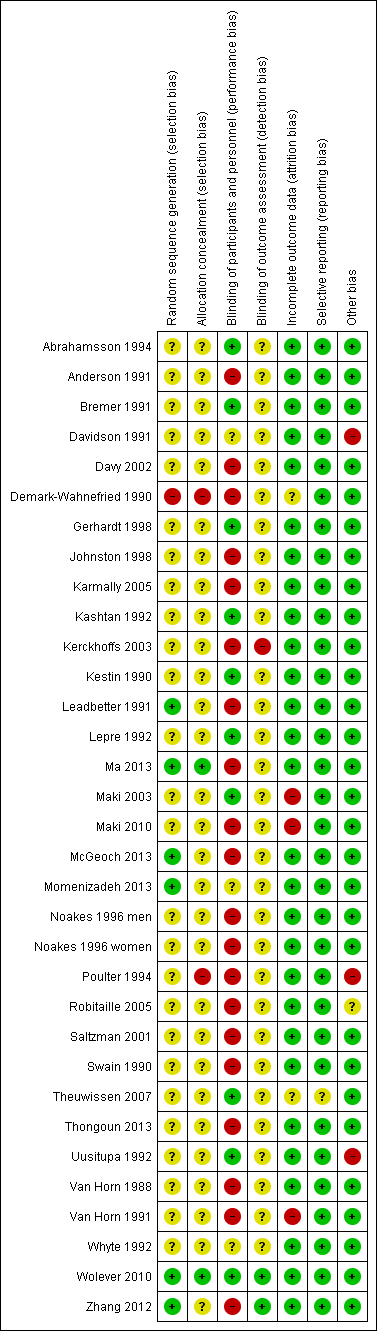 Random sequence generation (selection bias)
Allocation concealment (selection bias)
Blinding of participants and personnel (performance bias)
Blinding of outcome assessment (detection bias)
Incomplete outcome data (attrition bias)
Selective reporting (reporting bias)
Other bias
Abrahamsson 1994 ? ? + ? + + +
Anderson 1991 ? ? - ? + + +
Bremer 1991 ? ? + ? + + +
Davidson 1991 ? ? ? ? + + -
Davy 2002 ? ? - ? + + +
Demark-Wahnefried 1990 - - - ? ? + +
Gerhardt 1998 ? ? + ? + + +
Johnston 1998 ? ? - ? + + +
Karmally 2005 ? ? - ? + + +
Kashtan 1992 ? ? + ? + + +
Kerckhoffs 2003 ? ? - - + + +
Kestin 1990 ? ? + ? + + +
Leadbetter 1991 + ? - ? + + +
Lepre 1992 ? ? + ? + + +
Ma 2013 + + - ? + + +
Maki 2003 ? ? + ? - + +
Maki 2010 ? ? - ? - + +
McGeoch 2013 + ? - ? + + +
Momenizadeh 2013 + ? ? ? + + +
Noakes 1996 men ? ? - ? + + +
Noakes 1996 women ? ? - ? + + +
Poulter 1994 ? - - ? + + -
Robitaille 2005 ? ? - ? + + ?
Saltzman 2001 ? ? - ? + + +
Swain 1990 ? ? - ? + + +
Theuwissen 2007 ? ? + ? ? ? +
Thongoun 2013 ? ? - ? + + +
Uusitupa 1992 ? ? + ? + + -
Van Horn 1988 ? ? - ? + + +
Van Horn 1991 ? ? - ? - + +
Whyte 1992 ? ? ? ? + + +
Wolever 2010 + + + + + + +
Zhang 2012 + ? - + + + +